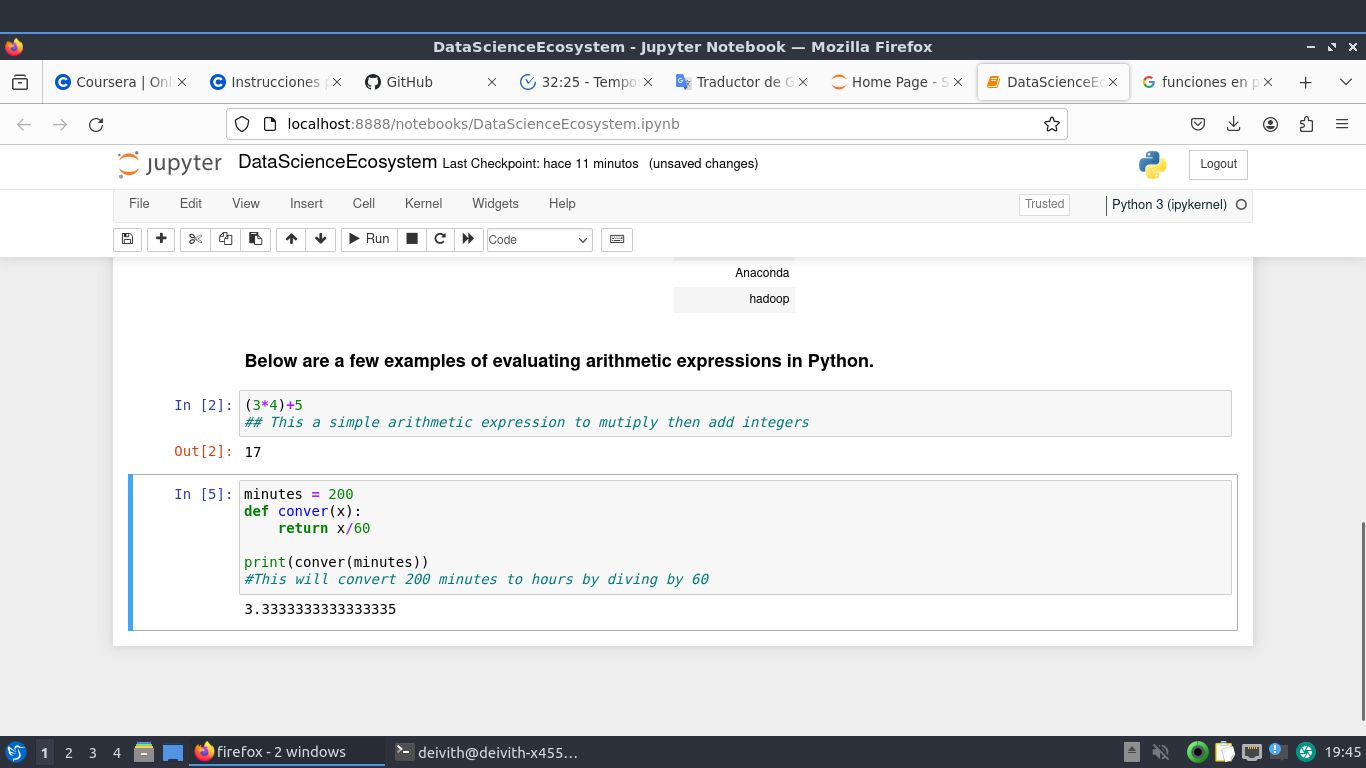 DataScienceEcosystem - Jupyter Notebook — Mozilla Firefox
Coursera | Onl
Instrucciones p
GitHub
32:25 - Tempo
Traductor de G
Home Page - S
DataScienceEc
funciones en p
localhost:8888/notebooks/DataScienceEcosystem.ipynb
jupyter DataScienceEcosystem Last Checkpoint: hace 11 minutos (unsaved changes) Logout
File Edit View Insert Cell Kernel Widgets Help Trusted Python 3 (ipykernel)
Run Code
Anaconda
hadoop
Below are a few examples of evaluating arithmetic expressions in Python.
In [2]: (3*4)+5
## This a simple arithmetic expression to mutiply then add integers
Out[2]: 17
In [5]: minutes = 200
def conver(x):
    return x/60
print(conver(minutes))
#This will convert 200 minutes to hours by diving by 60
3.3333333333333335
1 2 3 4 firefox - 2 windows deivith@deivith-x455... 19:45